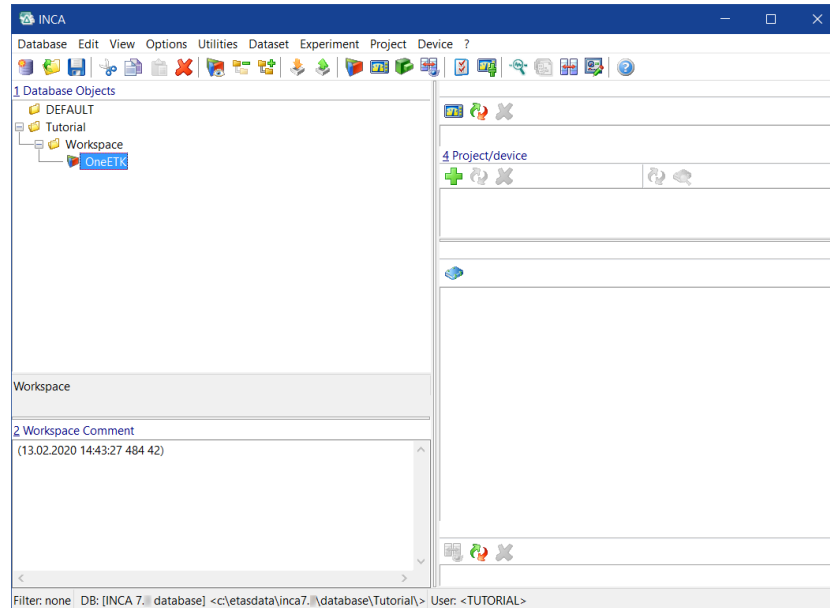 INCA
Database Edit View Options Utilities Dataset Experiment Project Device ?
1 Database Objects
DEFAULT
Tutorial
Workspace
OneETK
4 Project/device
Workspace
2 Workspace Comment
(13.02.2020 14:43:27 484 42)
Filter: none DB: [INCA 7. database] <c:\etasdata\inca7. \database\Tutorial\> User: <TUTORIAL>